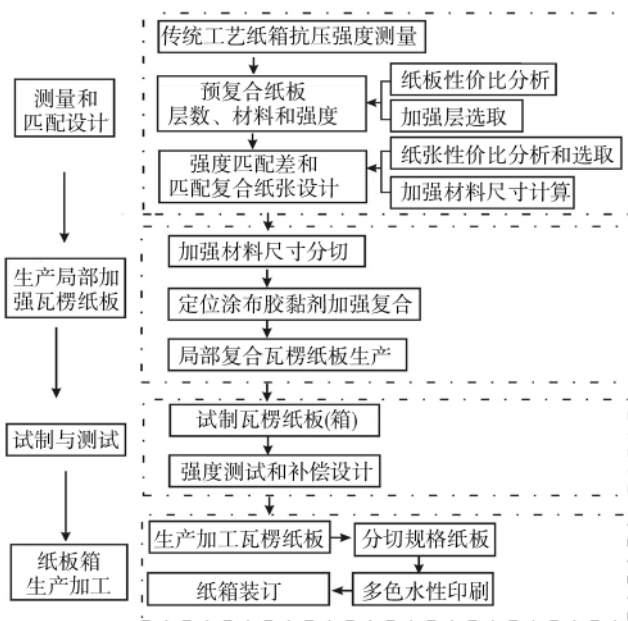 传统工艺纸箱抗压强度测量
测量和
匹配设计
预复合纸板
层数、材料和强度
纸板性价比分析
加强层选取
强度匹配差和
匹配复合纸张设计
纸张性价比分析和选取
加强材料尺寸计算
生产局部加
强瓦楞纸板
加强材料尺寸分切
定位涂布胶黏剂加强复合
局部复合瓦楞纸板生产
试制与测试
试制瓦楞纸板(箱)
强度测试和补偿设计
纸板箱
生产加工
生产加工瓦楞纸板
分切规格纸板
纸箱装订
多色水性印刷